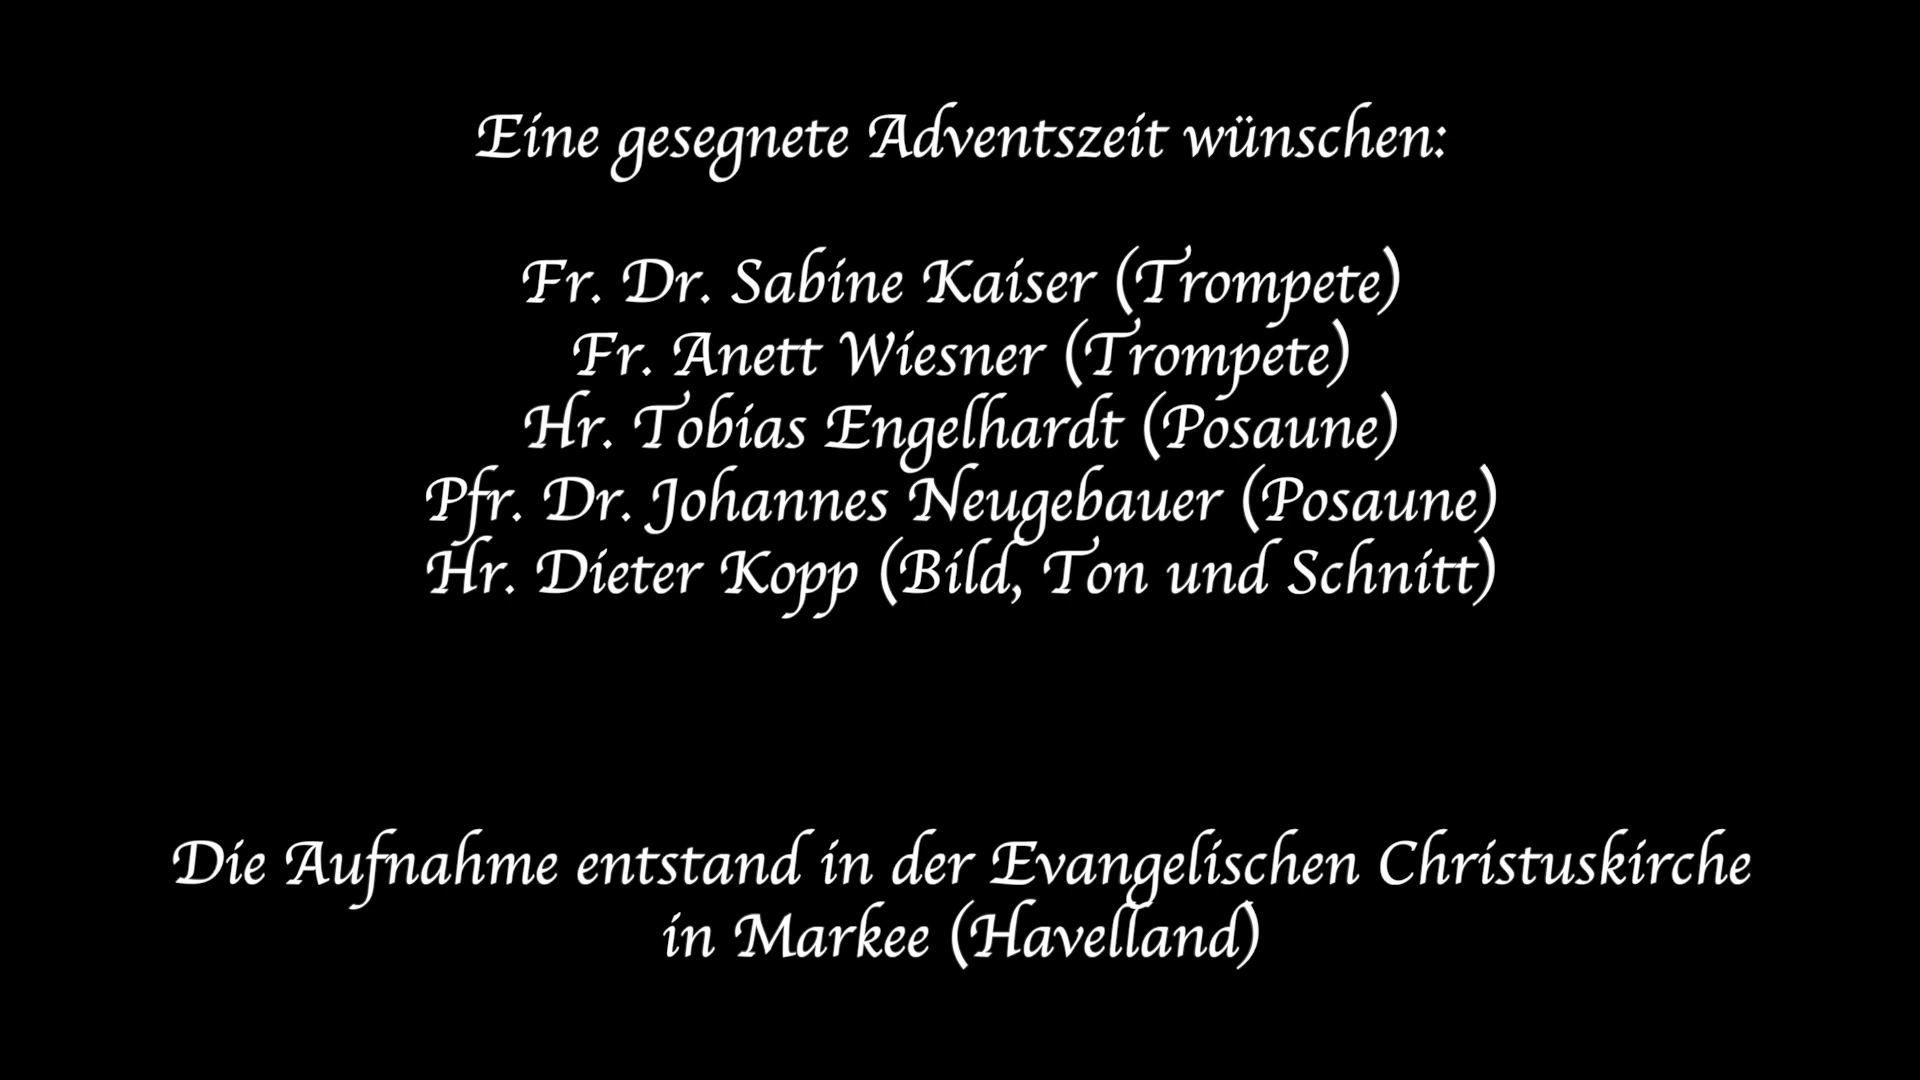 Eine gesegnete Adventszeit wünschen:
Fr. Dr. Sabine Kaiser (Trompete)
Fr. Anett Wiesner (Trompete)
Hr. Tobias Engelhardt (Posaune)
Pfr. Dr. Johannes Neugebauer (Posaune)
Hr. Dieter Kopp (Bild, Ton und Schnitt)
Die Aufnahme entstand in der Evangelischen Christuskirche
in Markee (Havelland)